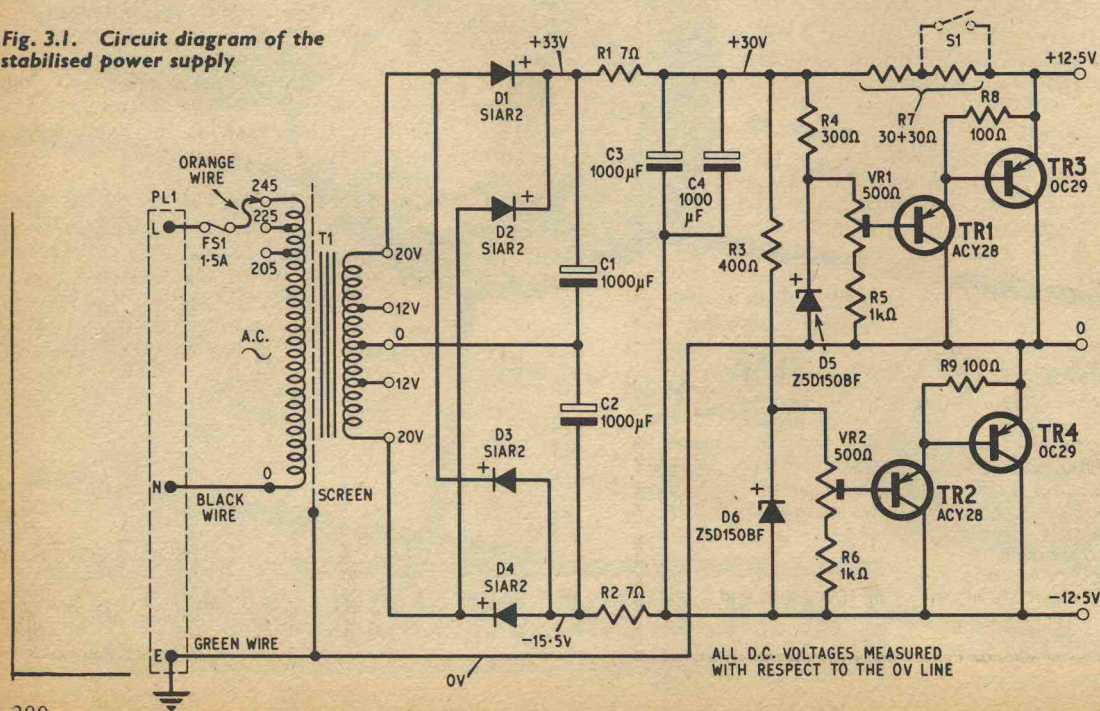 Fig. 3.1. Circuit diagram of the
stabilised power supply
+33V
R1 7Ω
+30V
S1
+12·5V
D1
SIAR2
R7
30+30Ω
R8
100Ω
R4
300Ω
C3
1000µF
C4
1000
µF
TR3
OC29
ORANGE
WIRE
PL1
L
245
225
205
FS1
1·5A
T1
D2
SIAR2
VR1
500Ω
TR1
ACY28
20V
R3
400Ω
C1
1000µF
R5
1kΩ
12V
A.C.
0
0
D5
Z5D150BF
12V
R9 100Ω
C2
1000µF
20V
D3
SIAR2
VR2
500Ω
TR4
OC29
0
N
BLACK
WIRE
SCREEN
TR2
ACY28
D6
Z5D150BF
R6
1kΩ
D4
SIAR2
R2 7Ω
-15·5V
-12·5V
E
GREEN WIRE
0V
ALL D.C. VOLTAGES MEASURED
WITH RESPECT TO THE 0V LINE